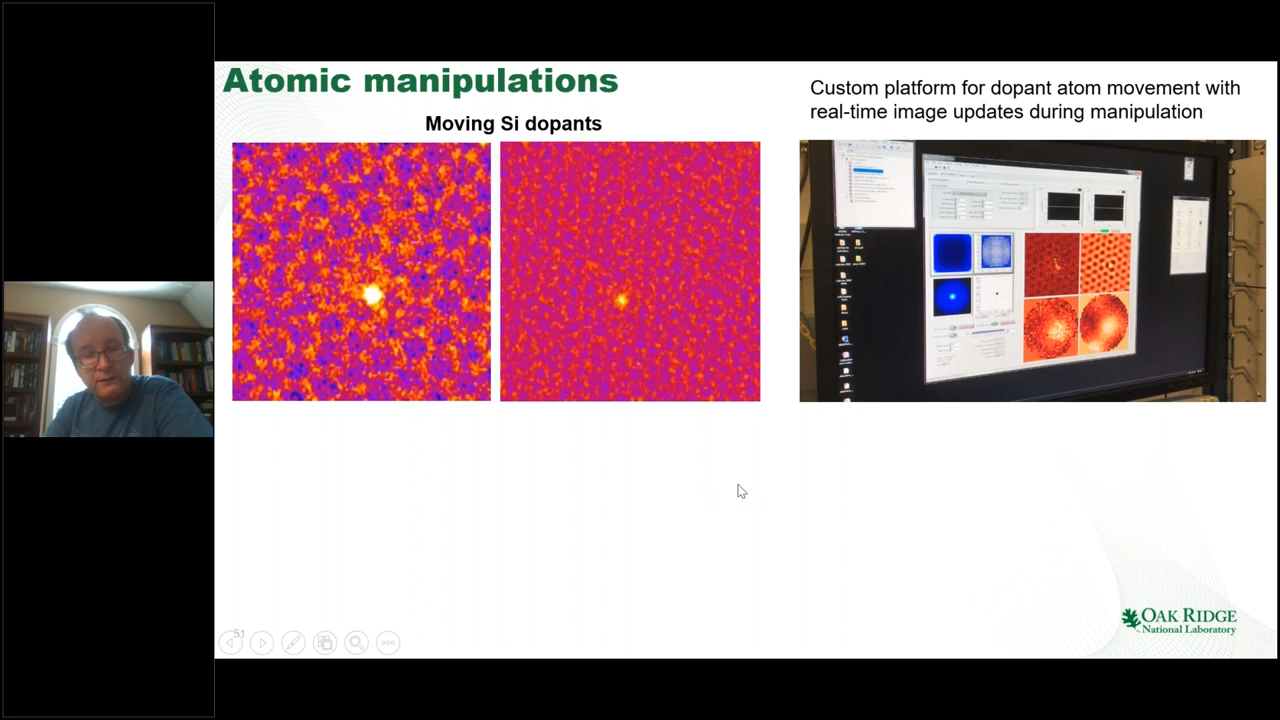 Atomic manipulations
Moving Si dopants
Custom platform for dopant atom movement with
real-time image updates during manipulation
51
OAK RIDGE
National Laboratory